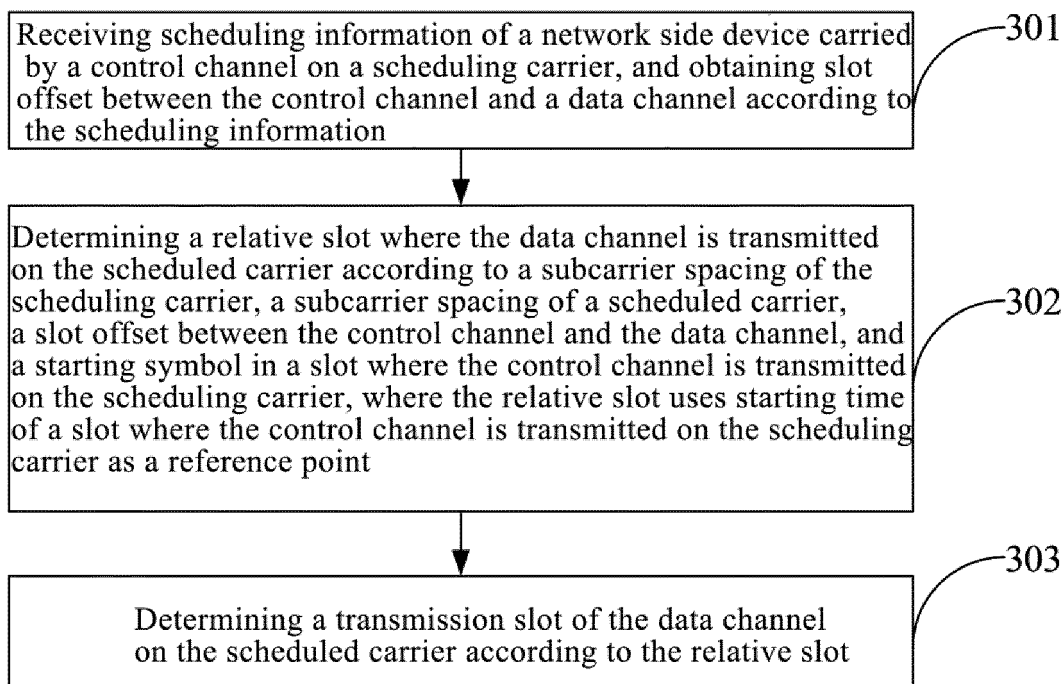 Receiving scheduling information of a network side device carried
by a control channel on a scheduling carrier, and obtaining slot
offset between the control channel and a data channel according to
the scheduling information
301
Determining a relative slot where the data channel is transmitted
on the scheduled carrier according to a subcarrier spacing of the
scheduling carrier, a subcarrier spacing of a scheduled carrier,
a slot offset between the control channel and the data channel, and
a starting symbol in a slot where the control channel is transmitted
on the scheduling carrier, where the relative slot uses starting time
of a slot where the control channel is transmitted on the scheduling
carrier as a reference point
302
Determining a transmission slot of the data channel
on the scheduled carrier according to the relative slot
303